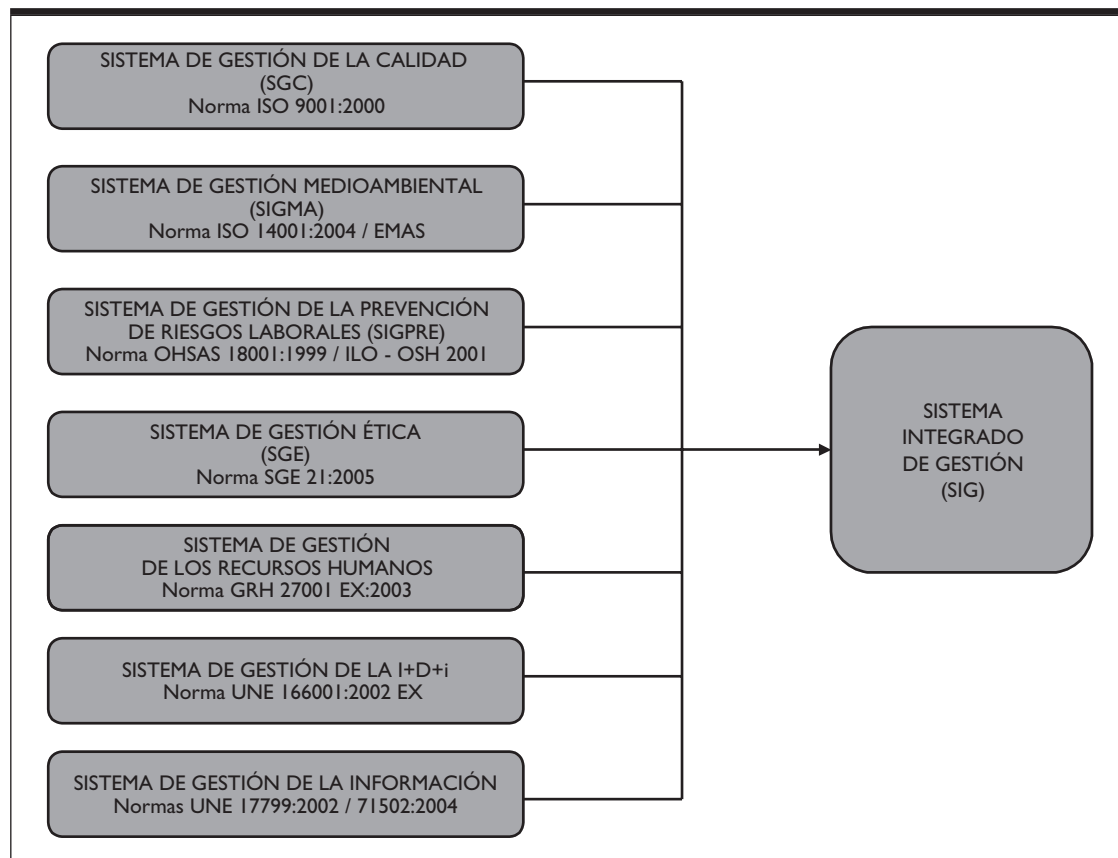 SISTEMA DE GESTIÓN DE LA CALIDAD
(SGC)
Norma ISO 9001:2000
SISTEMA DE GESTIÓN MEDIOAMBIENTAL
(SIGMA)
Norma ISO 14001:2004 / EMAS
SISTEMA DE GESTIÓN DE LA PREVENCIÓN
DE RIESGOS LABORALES (SIGPRE)
Norma OHSAS 18001:1999 / ILO - OSH 2001
SISTEMA DE GESTIÓN ÉTICA
(SGE)
Norma SGE 21:2005
SISTEMA DE GESTIÓN
DE LOS RECURSOS HUMANOS
Norma GRH 27001 EX:2003
SISTEMA DE GESTIÓN DE LA I+D+i
Norma UNE 166001:2002 EX
SISTEMA DE GESTIÓN DE LA INFORMACIÓN
Normas UNE 17799:2002 / 71502:2004
SISTEMA
INTEGRADO
DE GESTIÓN
(SIG)